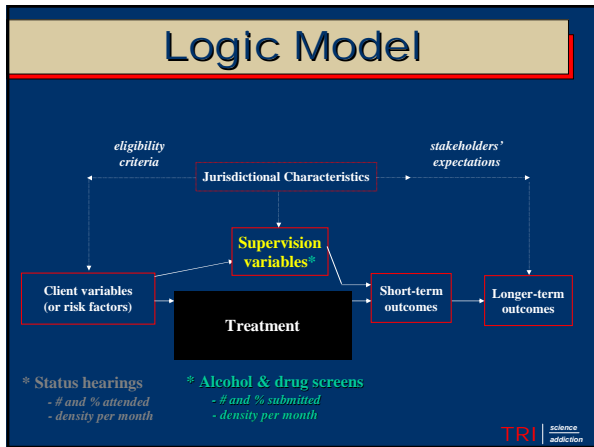 Logic Model
eligibility
criteria
stakeholders'
expectations
Jurisdictional Characteristics
Supervision
variables*
Client variables
(or risk factors)
Treatment
Short-term
outcomes
Longer-term
outcomes
* Status hearings
- # and % attended
- density per month
* Alcohol & drug screens
- # and % submitted
- density per month
TRI
science
addiction